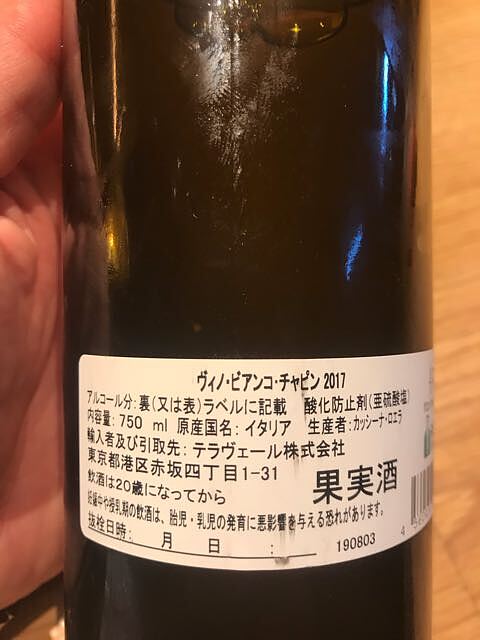 ヴィノ・ビアンコ・チャピン 2017
アルコール分：裏(又は表)ラベルに記載 酸化防止剤(亜硫酸塩)
内容量：750 ml 原産国名：イタリア 生産者：カッシーナ・ロエラ
輸入者及び引取先：テラヴェール株式会社
東京都港区赤坂四丁目1-31
飲酒は20歳になってから
果実酒
妊娠中や授乳期の飲酒は、胎児・乳児の発育に悪影響を与える恐れがあります。
抜栓日時： 月 日 ：
190803